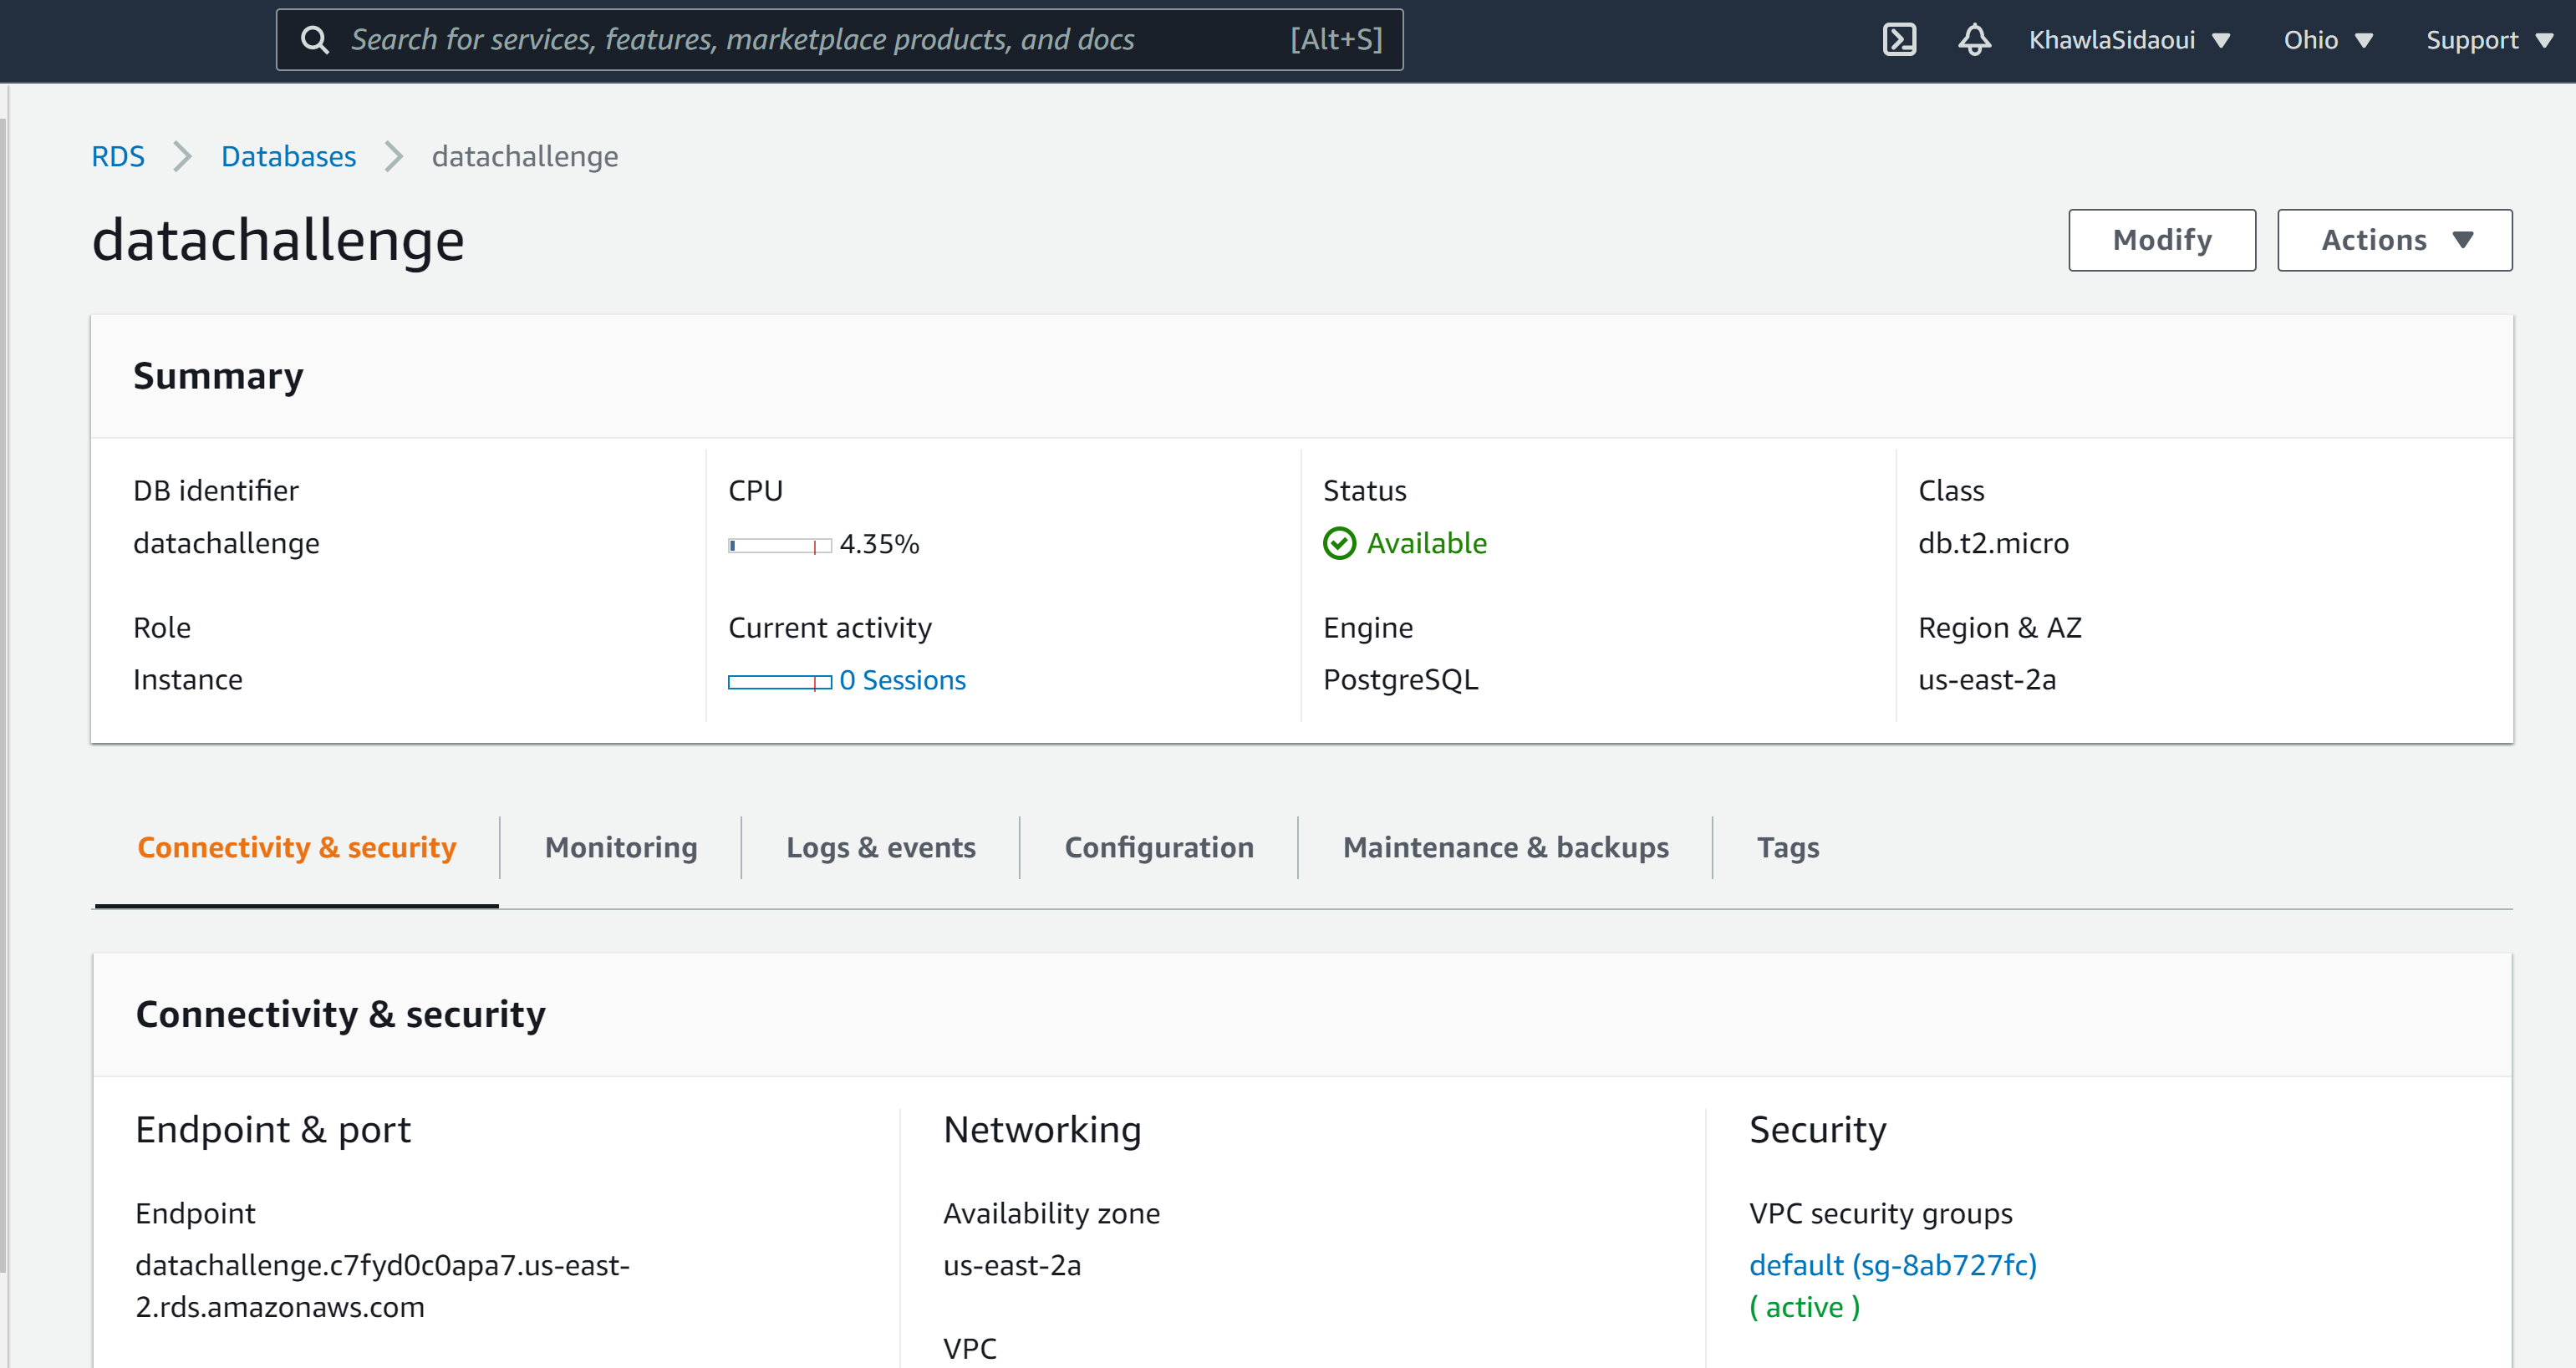 Search for services, features, marketplace products, and docs [Alt+S] KhawlaSidaoui Ohio Support
RDS Databases datachallenge
datachallenge
Modify Actions
Summary
DB identifier
datachallenge
CPU
4.35%
Status
Available
Class
db.t2.micro
Role
Instance
Current activity
0 Sessions
Engine
PostgreSQL
Region & AZ
us-east-2a
Connectivity & security Monitoring Logs & events Configuration Maintenance & backups Tags
Connectivity & security
Endpoint & port
Endpoint
datachallenge.c7fyd0c0apa7.us-east-
2.rds.amazonaws.com
Networking
Availability zone
us-east-2a
VPC
Security
VPC security groups
default (sg-8ab727fc)
( active )